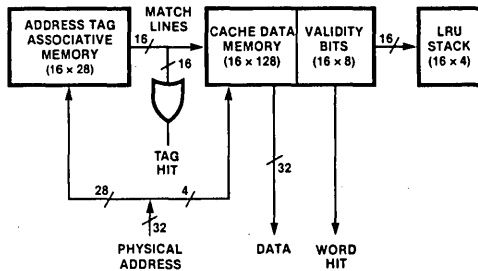 ADDRESS TAG
ASSOCIATIVE
MEMORY
(16 × 28)
16
MATCH
LINES
16
TAG
HIT
CACHE DATA
MEMORY
(16 × 128)
VALIDITY
BITS
(16 × 8)
16
LRU
STACK
(16 × 4)
28
4
32
PHYSICAL
ADDRESS
32
DATA
WORD
HIT